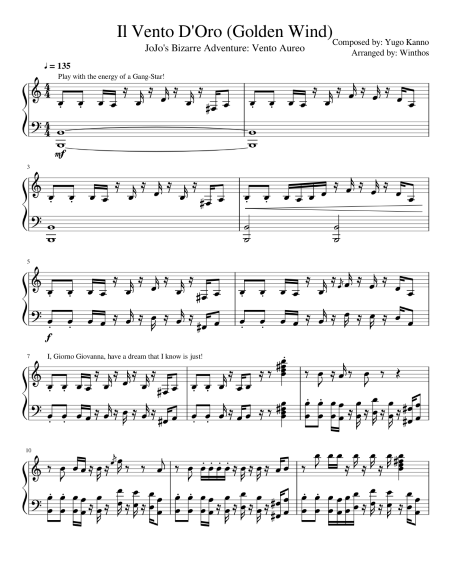 Il Vento D'Oro (Golden Wind)
JoJo's Bizarre Adventure: Vento Aureo
Composed by: Yugo Kanno
Arranged by: Winthos
♩ = 135
Play with the energy of a Gang-Star!
4 4
4 4
mf
3
5
f
7
I, Giorno Giovanna, have a dream that I know is just!
10